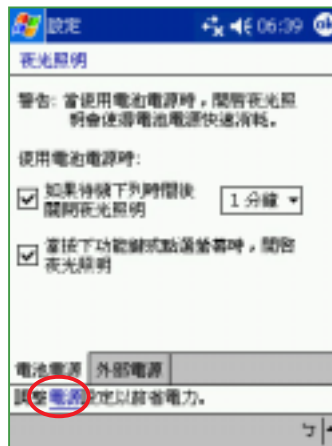 設定 06:39 ok
夜光照明
警告: 當使用電池電源時，開啓夜光照
明會使得電池電源快速消耗。
使用電池電源時:
如果待機下列時間後
關閉夜光照明
1 分鐘
當按下功能鍵或點選螢幕時，開啓
夜光照明
電池電源 外部電源
調整電源設定以節省電力。
ㄅ